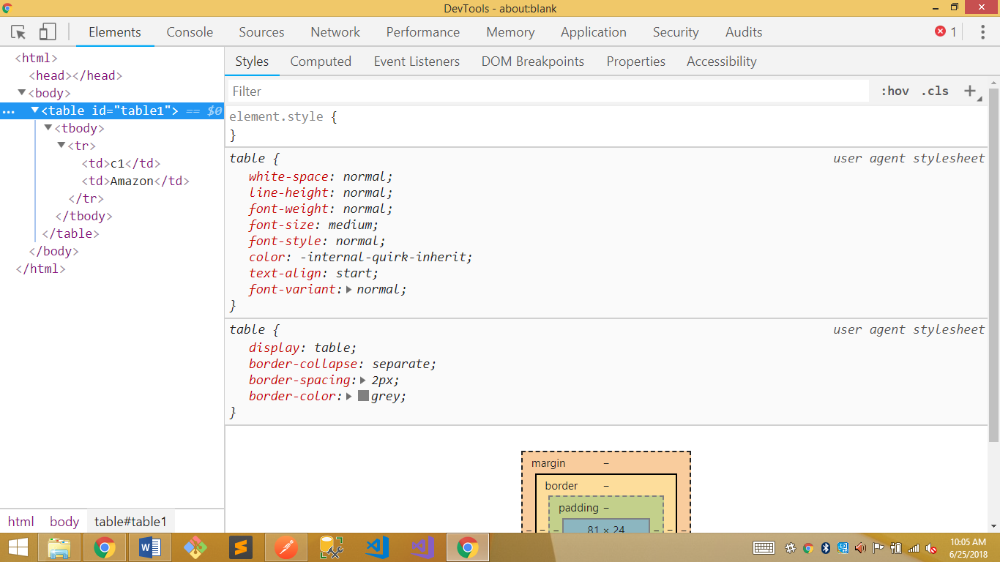 DevTools - about:blank
Elements Console Sources Network Performance Memory Application Security Audits 1
<html>
<head></head>
<body>
... <table id="table1"> == $0
<tbody>
<tr>
<td>c1</td>
<td>Amazon</td>
</tr>
</tbody>
</table>
</body>
</html>
html body table#table1
Styles Computed Event Listeners DOM Breakpoints Properties Accessibility
Filter :hov .cls +
element.style {
}
table { user agent stylesheet
white-space: normal;
line-height: normal;
font-weight: normal;
font-size: medium;
font-style: normal;
color: -internal-quirk-inherit;
text-align: start;
font-variant: normal;
}
table { user agent stylesheet
display: table;
border-collapse: separate;
border-spacing: 2px;
border-color: grey;
}
margin –
border –
padding –
– – – 81 × 24 – – –
10:05 AM
6/25/2018